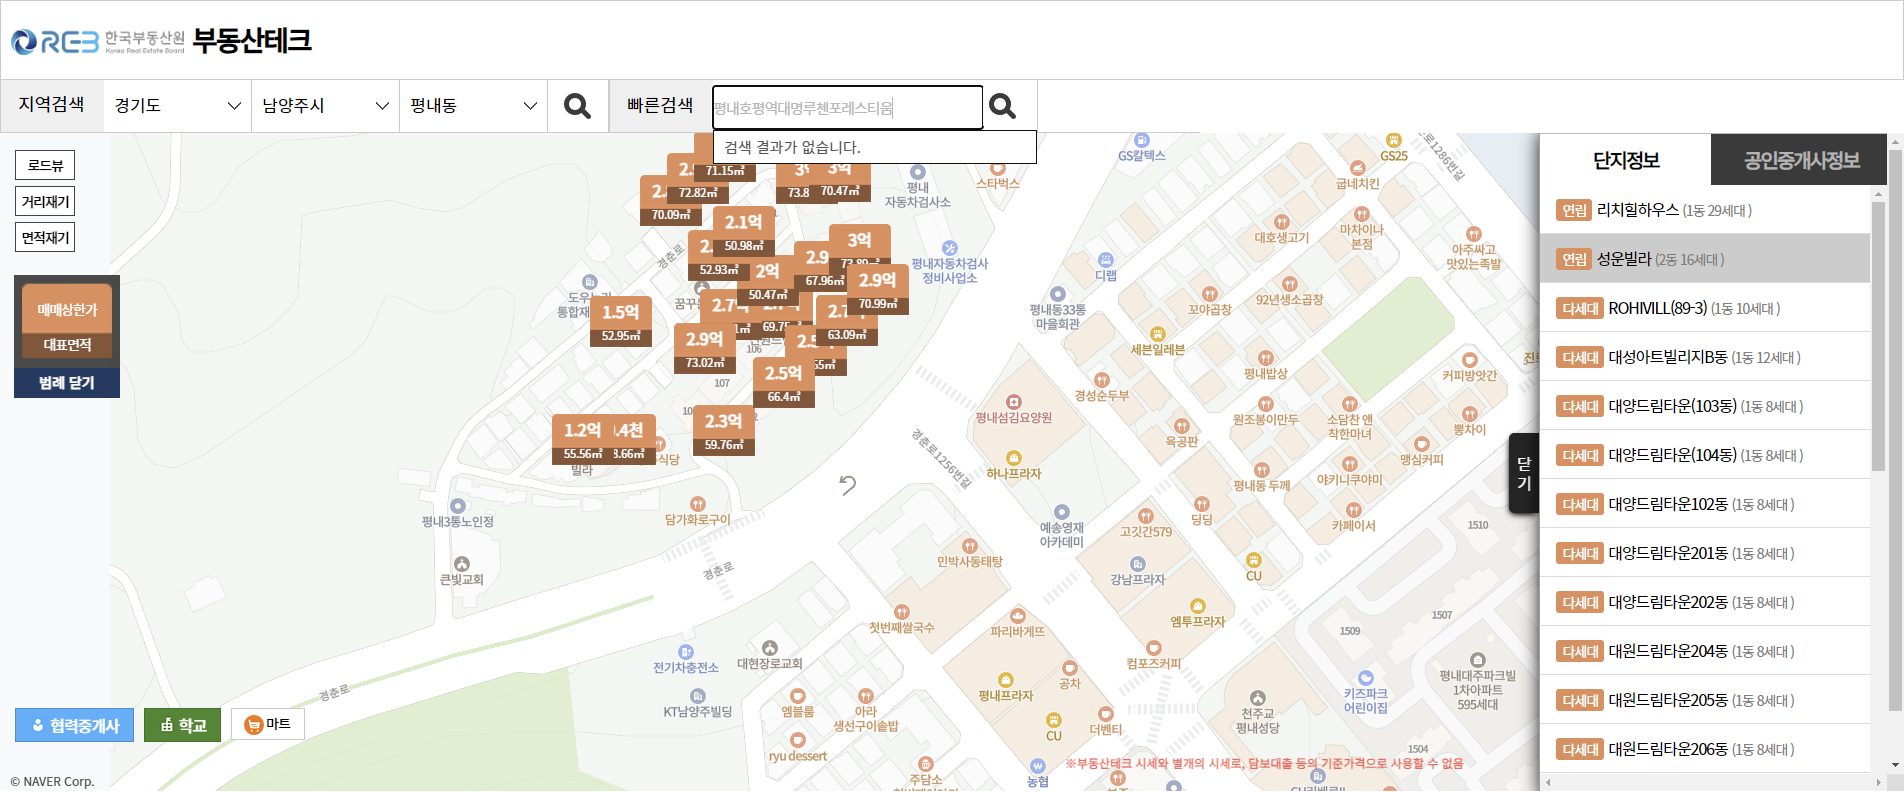 REB 한국부동산원 Korea Real Estate Board 부동산테크
지역검색 경기도 남양주시 평내동 빠른검색 평내호평역대명루첸포레스티움
검색 결과가 없습니다.
로드뷰
거리재기
면적재기
매매상한가
대표면적
범례 닫기
71.15㎡
72.82㎡
70.09㎡
73.8
3억
70.47㎡
2.1억
50.98㎡
52.93㎡
2억
50.47㎡
2.9
67.96㎡
3억
73.89㎡
2.9억
70.99㎡
1.5억
52.95㎡
63.09㎡
2.9억
73.02㎡
2.5억
66.4㎡
2.3억
59.76㎡
1.2억
55.56㎡
경춘로
106
107
빌라
평내
자동차검사소
스타벅스
GS칼텍스
GS25
경춘로1286번길
굽네치킨
대호생고기
마차이나
본점
아주싸고
맛있는족발
평내자동차검사
정비사업소
디랩
평내동33통
마을회관
꼬야곱창
92년생소곱창
세븐일레븐
평내밥상
커피방앗간
경성순두부
평내섬김요양원
원조봉이만두
소담찬 앤
착한마녀
뽕차이
육공판
맹심커피
경춘로1256번길
하나프라자
평내동 두께
야키니쿠야미
담가화로구이
평내3통노인정
큰빛교회
예송영재
아카데미
고깃간579
딩딩
카페이서
1510
민박사동태탕
강남프라자
CU
경춘로
첫번째쌀국수
파리바게뜨
엠투프라자
1507
1509
전기차충전소
대현장로교회
컴포즈커피
평내대주파크빌
1차아파트
595세대
공차
평내프라자
키즈파크
어린이집
경춘로
KT남양주빌딩
엠블룸
아라
생선구이솥밥
CU
더벤티
천주교
평내성당
1504
ryu dessert
주담소
농협
※부동산테크 시세와 별개의 시세로, 담보대출 등의 기준가격으로 사용할 수 없음
협력중개사 학교 마트
© NAVER Corp.
닫기
단지정보 공인중개사정보
연립 리치힐하우스 (1동 29세대 )
연립 성운빌라 (2동 16세대 )
다세대 ROHIVILL(89-3) (1동 10세대 )
다세대 대성아트빌리지B동 (1동 12세대 )
다세대 대양드림타운(103동) (1동 8세대 )
다세대 대양드림타운(104동) (1동 8세대 )
다세대 대양드림타운102동 (1동 8세대 )
다세대 대양드림타운201동 (1동 8세대 )
다세대 대양드림타운202동 (1동 8세대 )
다세대 대원드림타운204동 (1동 8세대 )
다세대 대원드림타운205동 (1동 8세대 )
다세대 대원드림타운206동 (1동 8세대 )